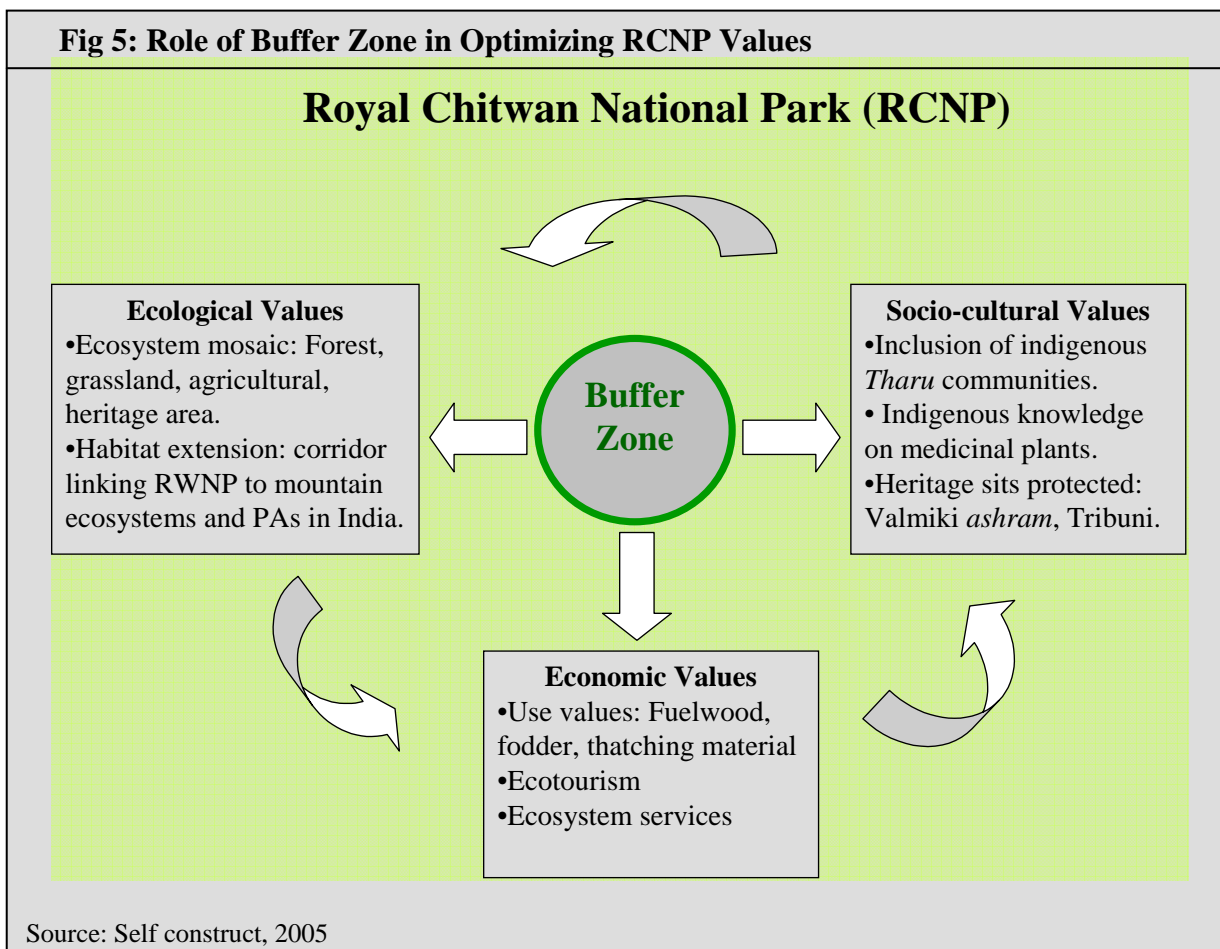 Fig 5: Role of Buffer Zone in Optimizing RCNP Values
Royal Chitwan National Park (RCNP)
Ecological Values
•Ecosystem mosaic: Forest,
grassland, agricultural,
heritage area.
•Habitat extension: corridor
linking RWNP to mountain
ecosystems and PAs in India.
Buffer
Zone
Socio-cultural Values
•Inclusion of indigenous
Tharu communities.
• Indigenous knowledge
on medicinal plants.
•Heritage sits protected:
Valmiki ashram, Tribuni.
Economic Values
•Use values: Fuelwood,
fodder, thatching material
•Ecotourism
•Ecosystem services
Source: Self construct, 2005